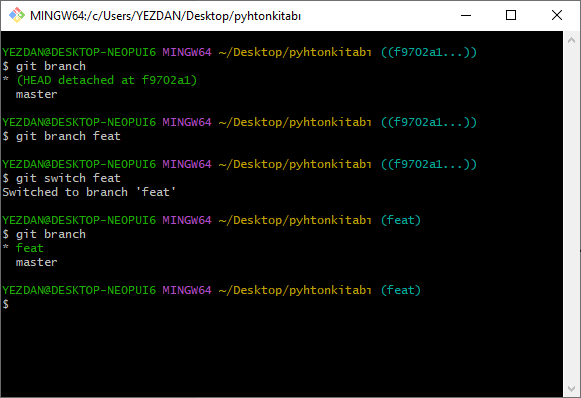 MINGW64:/c/Users/YEZDAN/Desktop/pyhtonkitabı
YEZDAN@DESKTOP-NEOPUI6 MINGW64 ~/Desktop/pyhtonkitabı ((f9702a1...))
$ git branch
* (HEAD detached at f9702a1)
  master
YEZDAN@DESKTOP-NEOPUI6 MINGW64 ~/Desktop/pyhtonkitabı ((f9702a1...))
$ git branch feat
YEZDAN@DESKTOP-NEOPUI6 MINGW64 ~/Desktop/pyhtonkitabı ((f9702a1...))
$ git switch feat
Switched to branch 'feat'
YEZDAN@DESKTOP-NEOPUI6 MINGW64 ~/Desktop/pyhtonkitabı (feat)
$ git branch
* feat
  master
YEZDAN@DESKTOP-NEOPUI6 MINGW64 ~/Desktop/pyhtonkitabı (feat)
$